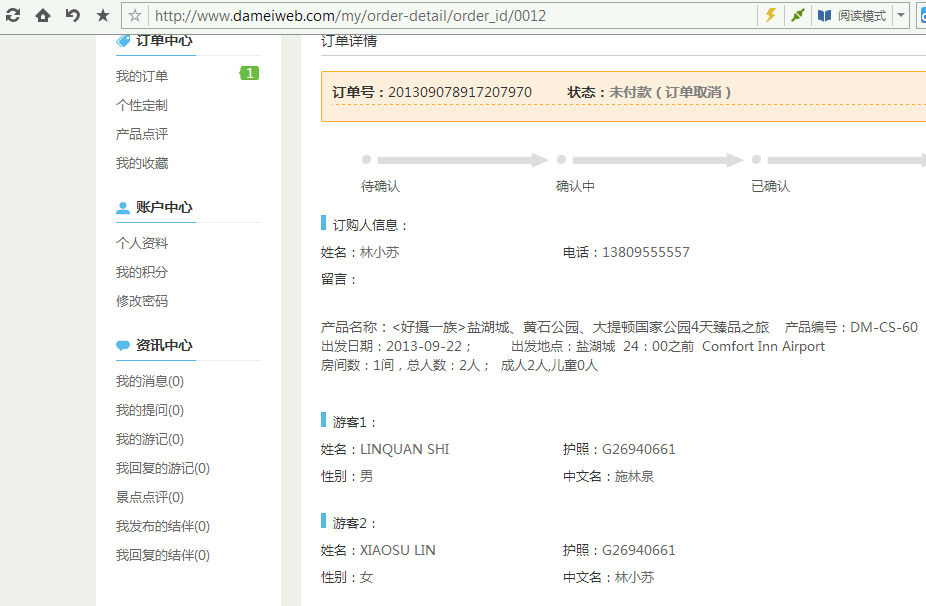 http://www.dameiweb.com/my/order-detail/order_id/0012
阅读模式
订单中心
我的订单 1
个性定制
产品点评
我的收藏
账户中心
个人资料
我的积分
修改密码
资讯中心
我的消息(0)
我的提问(0)
我的游记(0)
我回复的游记(0)
景点点评(0)
我发布的结伴(0)
我回复的结伴(0)
订单详情
订单号：201309078917207970 状态：未付款（订单取消）
待确认 确认中 已确认
订购人信息：
姓名：林小苏 电话：13809555557
留言：
产品名称：<好摄一族>盐湖城、黄石公园、大提顿国家公园4天臻品之旅 产品编号：DM-CS-60
出发日期：2013-09-22； 出发地点：盐湖城 24：00之前 Comfort Inn Airport
房间数：1间，总人数：2人； 成人2人,儿童0人
游客1：
姓名：LINQUAN SHI 护照：G26940661
性别：男 中文名：施林泉
游客2：
姓名：XIAOSU LIN 护照：G26940661
性别：女 中文名：林小苏